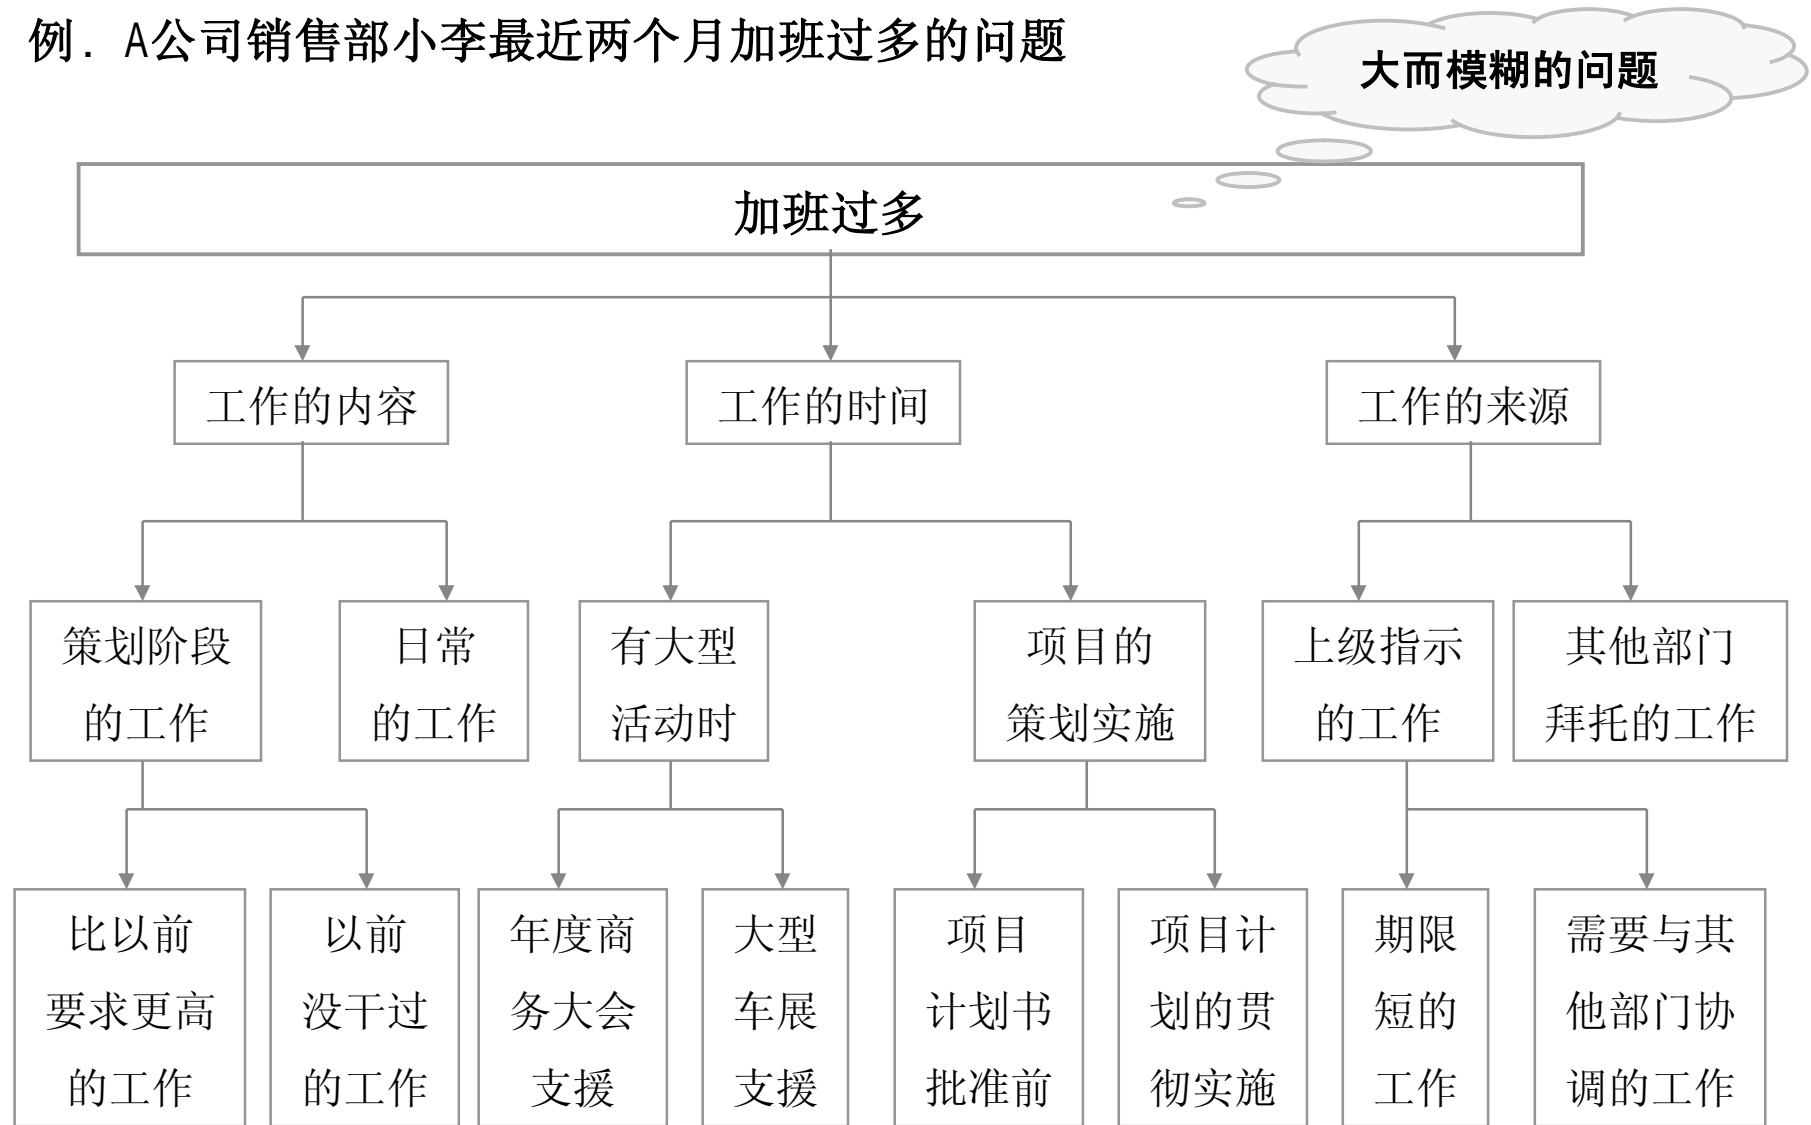 例. A公司销售部小李最近两个月加班过多的问题
大而模糊的问题
加班过多
工作的内容
工作的时间
工作的来源
策划阶段
的工作
日常
的工作
有大型
活动时
项目的
策划实施
上级指示
的工作
其他部门
拜托的工作
比以前
要求更高
的工作
以前
没干过
的工作
年度商
务大会
支援
大型
车展
支援
项目
计划书
批准前
项目计
划的贯
彻实施
期限
短的
工作
需要与其
他部门协
调的工作